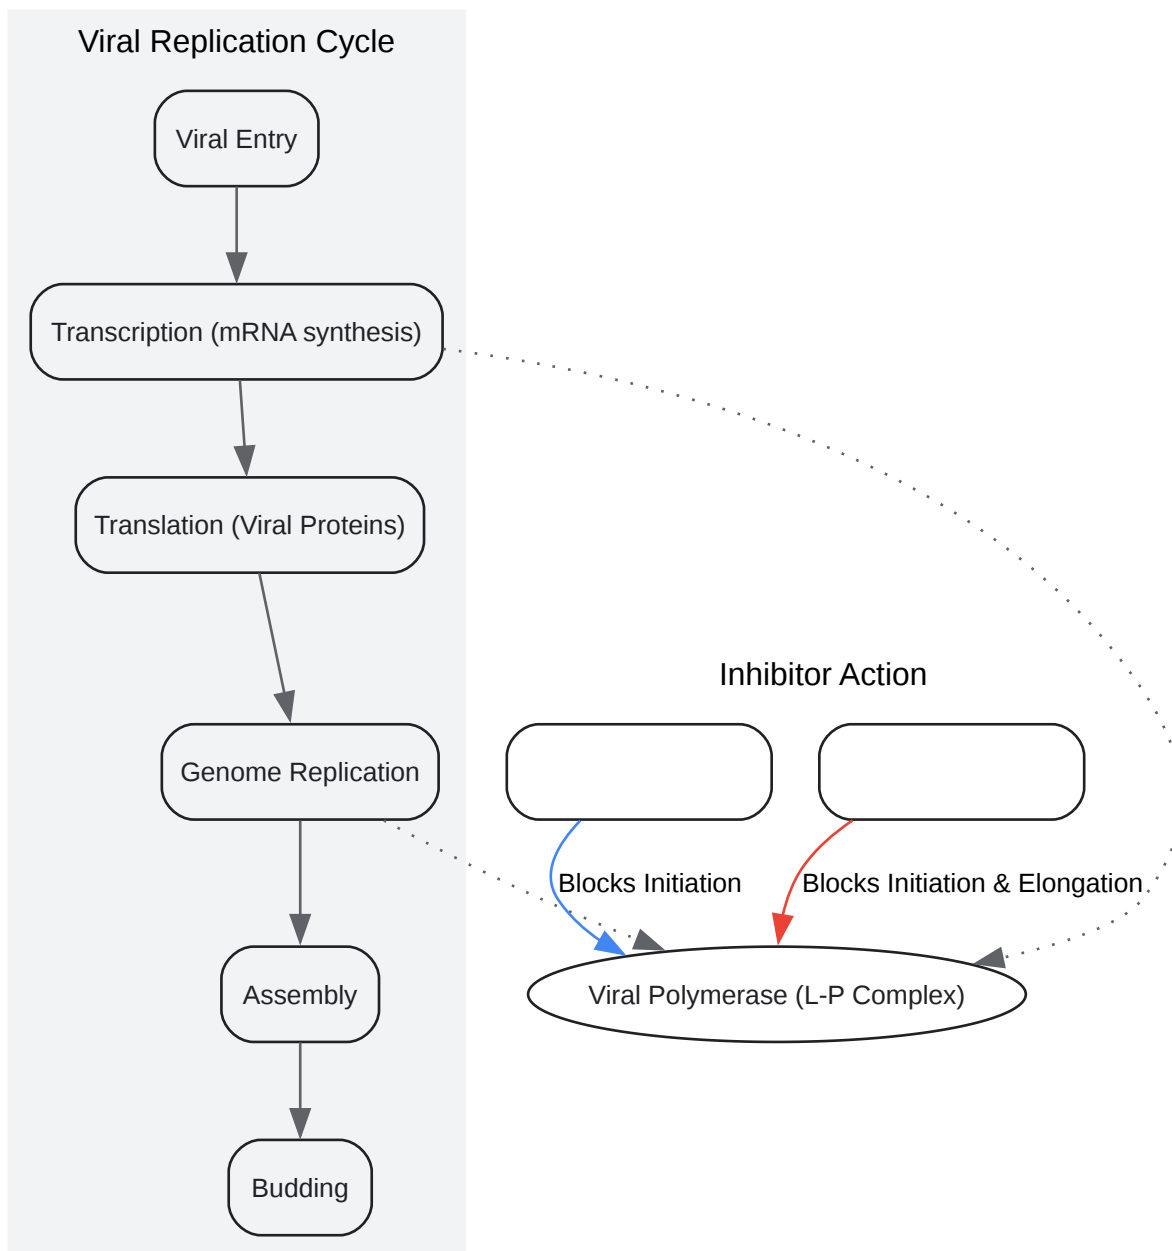 Viral Replication Cycle
Viral Entry
Transcription (mRNA synthesis)
Translation (Viral Proteins)
Inhibitor Action
Genome Replication
Blocks Initiation
Blocks Initiation & Elongation
Assembly
Viral Polymerase (L-P Complex)
Budding